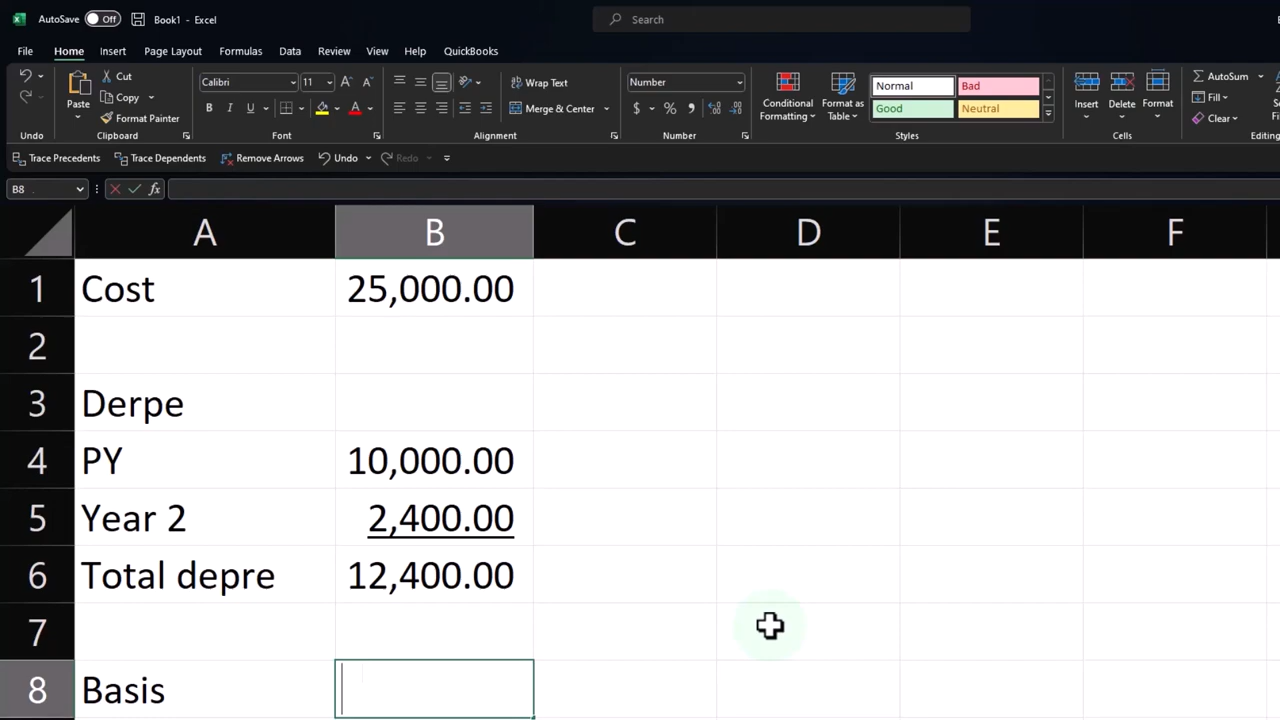 AutoSave Off Book1 - Excel Search
File Home Insert Page Layout Formulas Data Review View Help QuickBooks
Cut Calibri 11 Wrap Text Number Normal Bad AutoSum
Paste Copy Merge & Center Conditional Formatting Format as Table Good Neutral Insert Delete Format Fill
Format Painter Clear
Undo Clipboard Font Alignment Number Styles Cells Editing
Trace Precedents Trace Dependents Remove Arrows Undo Redo
B8 fx
A B C D E F
1 Cost 25,000.00
2
3 Derpe
4 PY 10,000.00
5 Year 2 2,400.00
6 Total depre 12,400.00
7
8 Basis